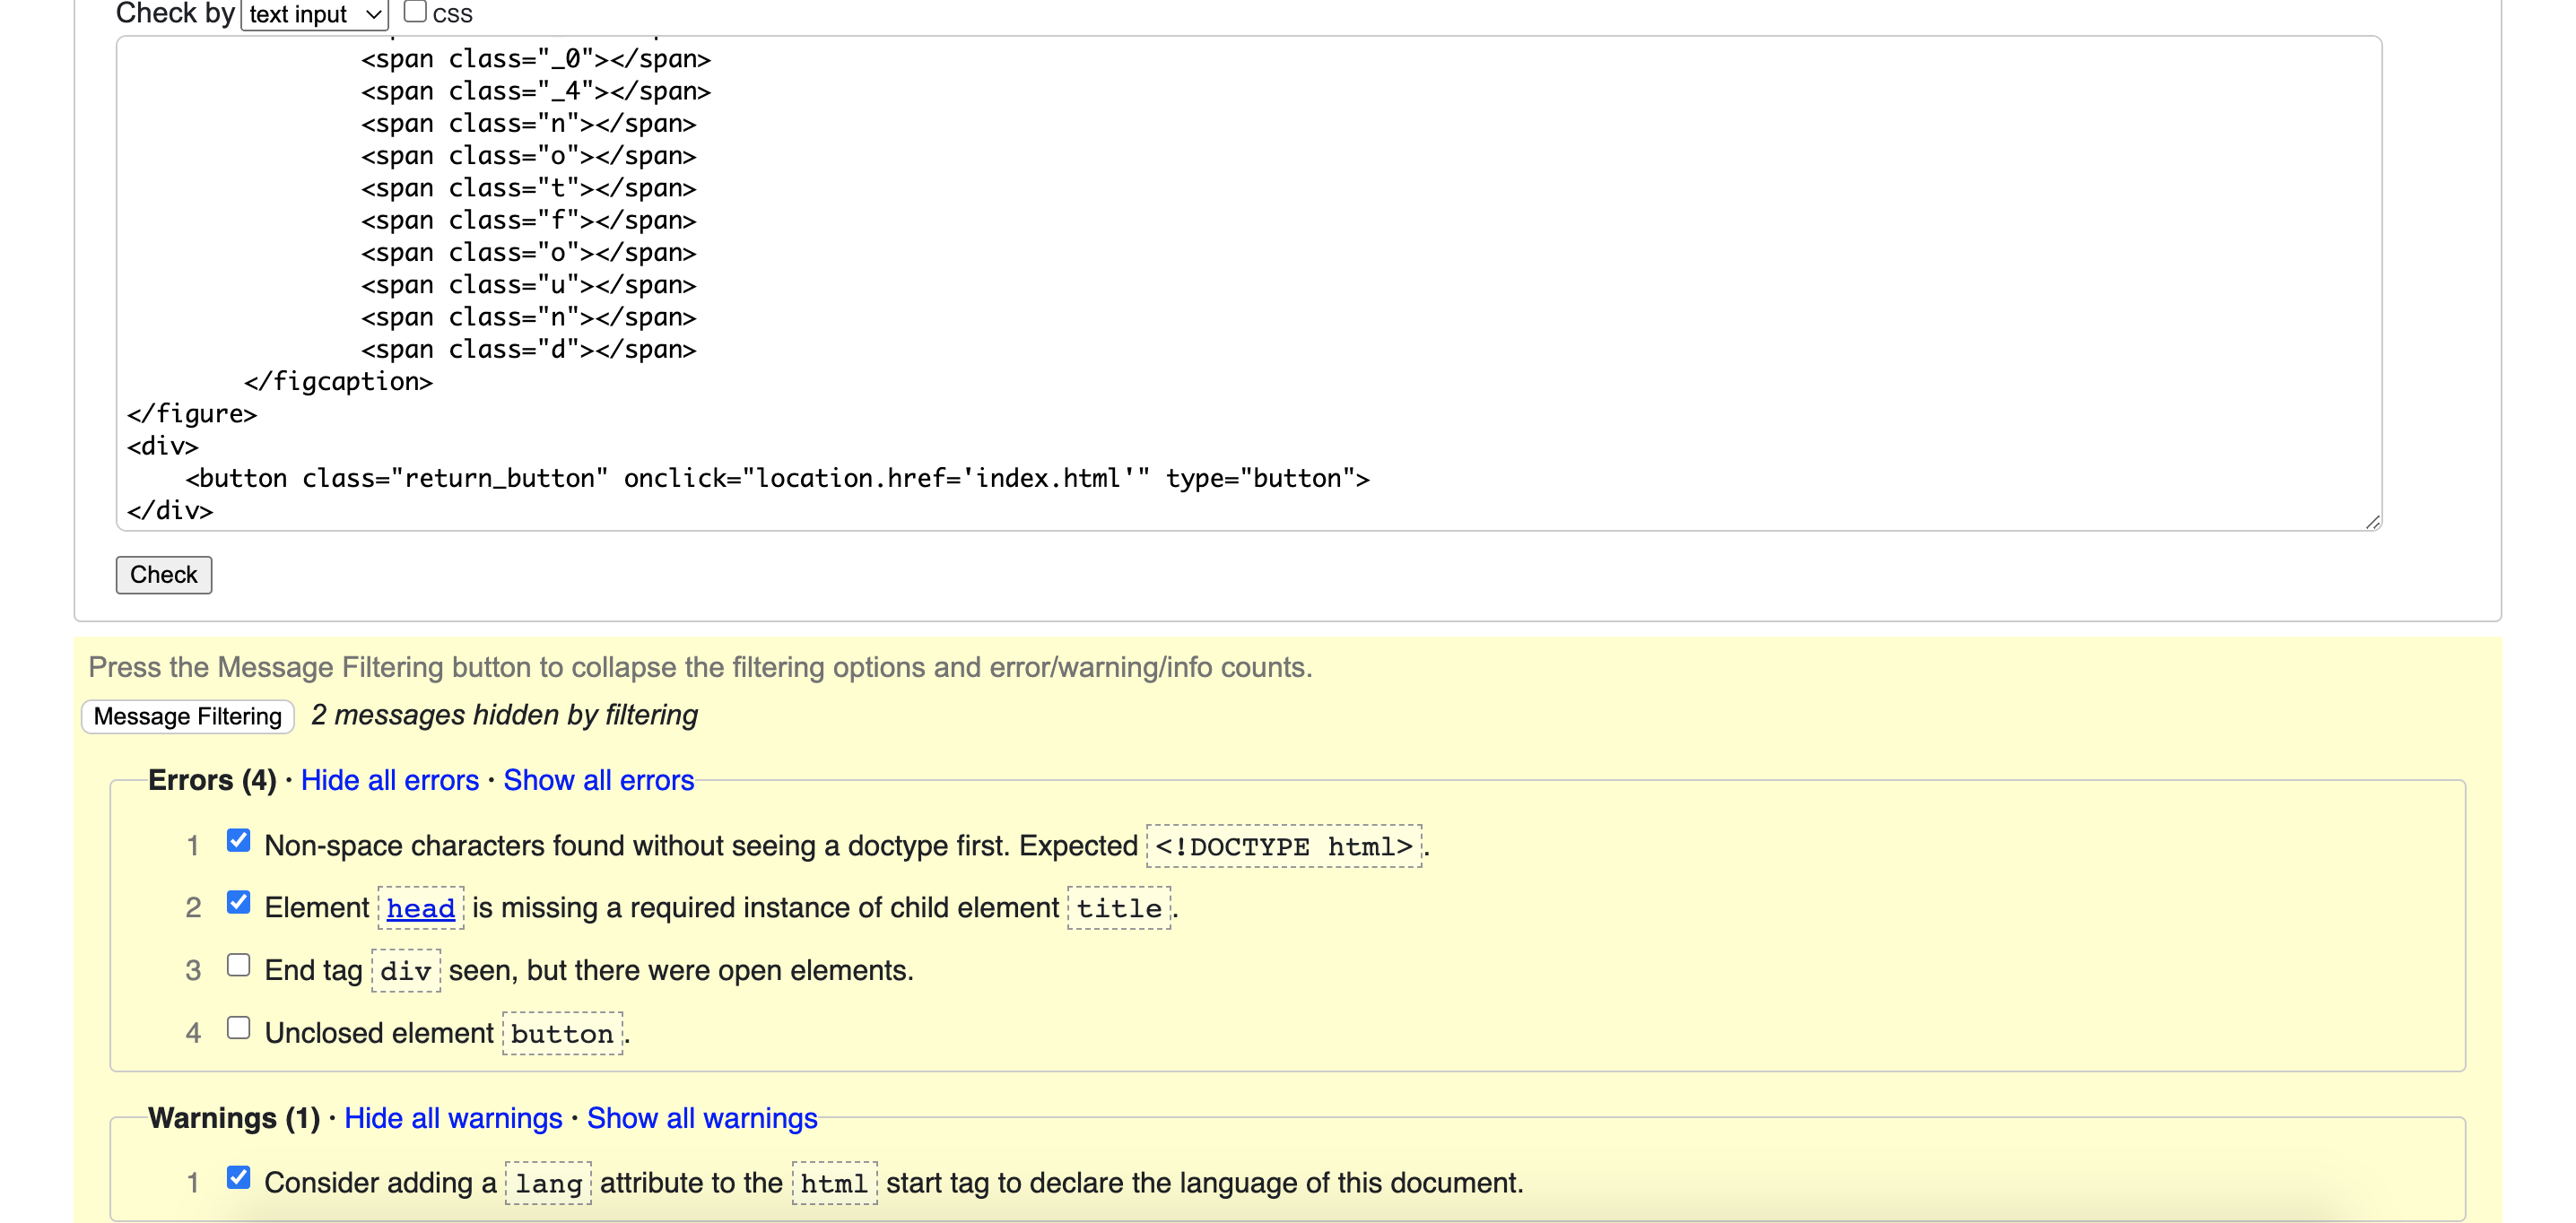 Check by text input CSS
<span class="_0"></span>
<span class="_4"></span>
<span class="n"></span>
<span class="o"></span>
<span class="t"></span>
<span class="f"></span>
<span class="o"></span>
<span class="u"></span>
<span class="n"></span>
<span class="d"></span>
</figcaption>
</figure>
<div>
<button class="return_button" onclick="location.href='index.html'" type="button">
</div>
Check
Press the Message Filtering button to collapse the filtering options and error/warning/info counts.
Message Filtering 2 messages hidden by filtering
Errors (4) · Hide all errors · Show all errors
1 Non-space characters found without seeing a doctype first. Expected <!DOCTYPE html>.
2 Element head is missing a required instance of child element title.
3 End tag div seen, but there were open elements.
4 Unclosed element button.
Warnings (1) · Hide all warnings · Show all warnings
1 Consider adding a lang attribute to the html start tag to declare the language of this document.